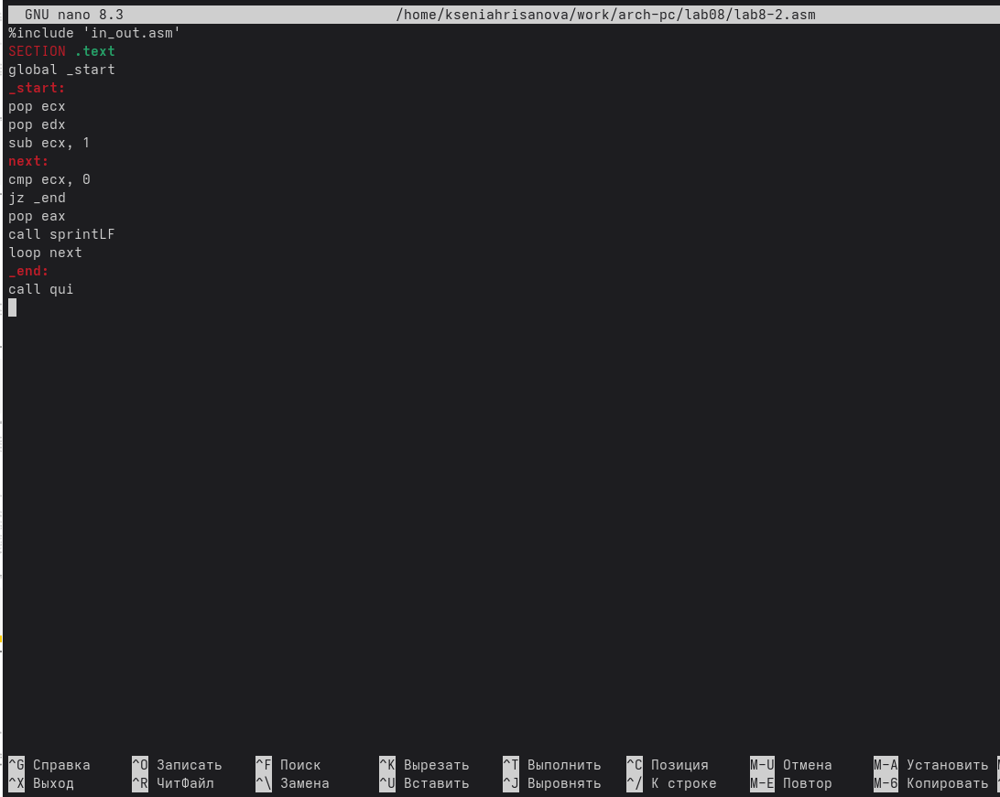 GNU nano 8.3 /home/kseniahrisanova/work/arch-pc/lab08/lab8-2.asm
%include 'in_out.asm'
SECTION .text
global _start
_start:
pop ecx
pop edx
sub ecx, 1
next:
cmp ecx, 0
jz _end
pop eax
call sprintLF
loop next
_end:
call qui
^G Справка ^O Записать ^F Поиск ^K Вырезать ^T Выполнить ^C Позиция M-U Отмена M-A Установить
^X Выход ^R ЧитФайл ^\ Замена ^U Вставить ^J Выровнять ^/ К строке M-E Повтор M-6 Копировать